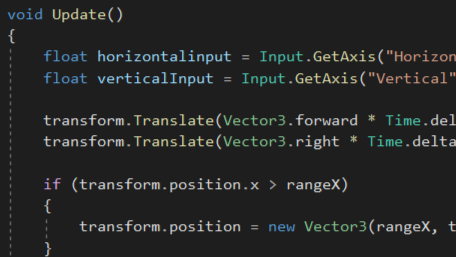 void Update()
{
float horizontalinput = Input.GetAxis("Horizon
float verticalInput = Input.GetAxis("Vertical"
transform.Translate(Vector3.forward * Time.del
transform.Translate(Vector3.right * Time.delta
if (transform.position.x > rangeX)
{
transform.position = new Vector3(rangeX, t
}